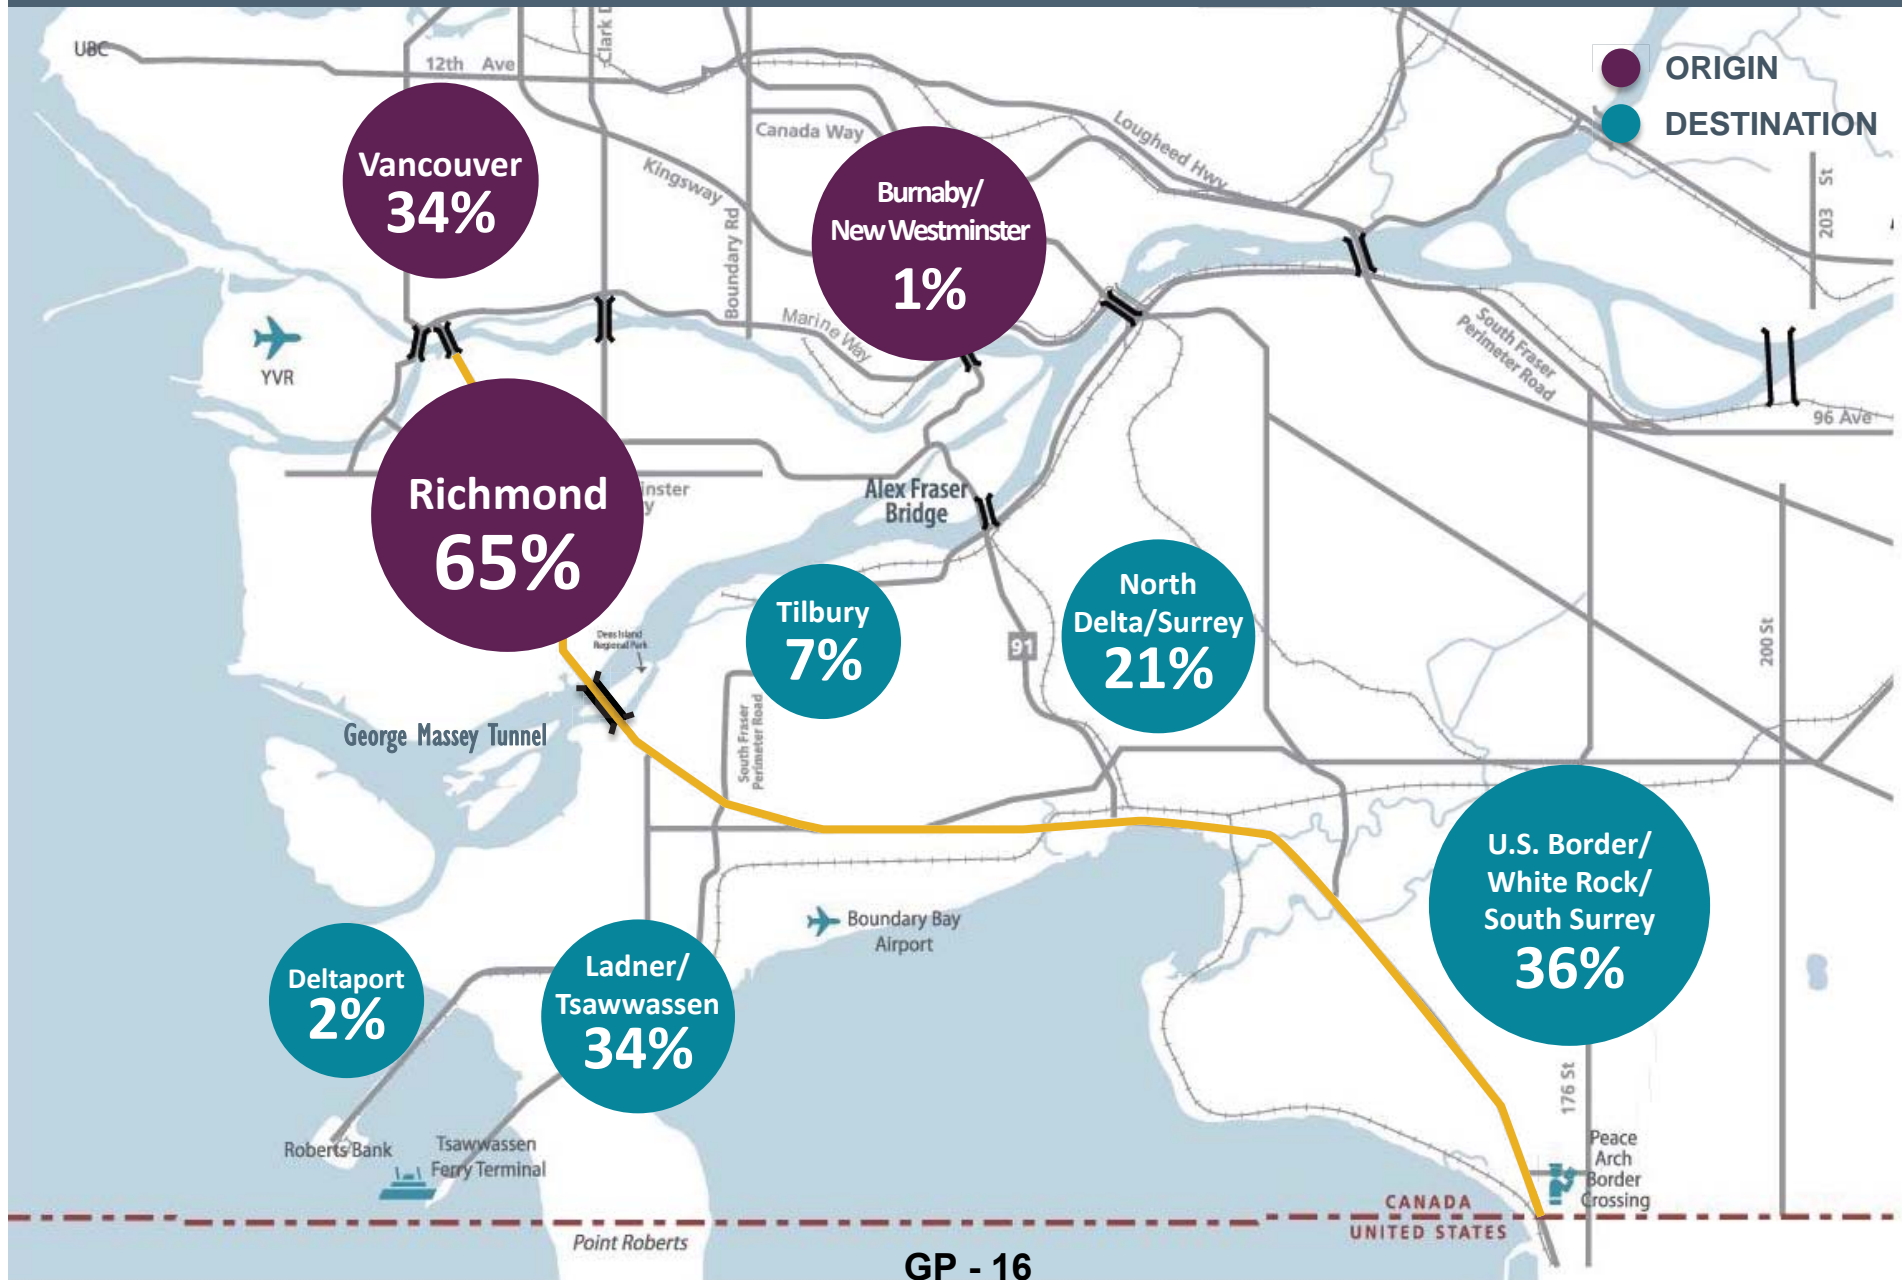 UBC
12th Ave
Clark D
ORIGIN
DESTINATION
Canada Way
Lougheed Hwy
Kingsway
Boundary Rd
203 St
Vancouver
34%
Burnaby/
New Westminster
1%
Marine Way
South Fraser
Perimeter Road
YVR
96 Ave
Richmond
65%
inster
y
Alex Fraser
Bridge
Tilbury
7%
North
Delta/Surrey
21%
91
200 St
Deas Island
Regional Park
George Massey Tunnel
South Fraser
Perimeter Road
U.S. Border/
White Rock/
South Surrey
36%
Boundary Bay
Airport
Deltaport
2%
Ladner/
Tsawwassen
34%
176 St
Roberts Bank
Tsawwassen
Ferry Terminal
Peace
Arch
Border
Crossing
CANADA
UNITED STATES
Point Roberts
GP - 16